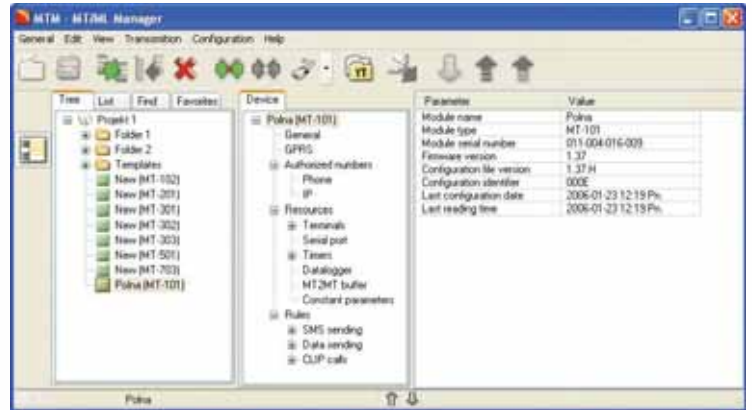 MTM - MT/ML Manager
General Edit View Transmition Configuration Help
Tree List Find Favorites
Projekt 1
Folder 1
Folder 2
Templates
New (MT-102)
New (MT-201)
New (MT-301)
New (MT-302)
New (MT-303)
New (MT-501)
New (MT-703)
Polna (MT-101)
Device
Polna (MT-101)
General
GPRS
Authorized numbers
Phone
IP
Resources
Terminals
Serial port
Timers
Datalogger
MT2MT buffer
Constant parameters
Rules
SMS sending
Data sending
CLIP calls
Parameter Value
Module name Polna
Module type MT-101
Module serial number 011-004-016-009
Firmware version 1.37
Configuration file version 1.37.H
Configuration identifier 000E
Last configuration date 2006-01-23 12:19 Pn.
Last reading time 2006-01-23 12:19 Pn.
Polna